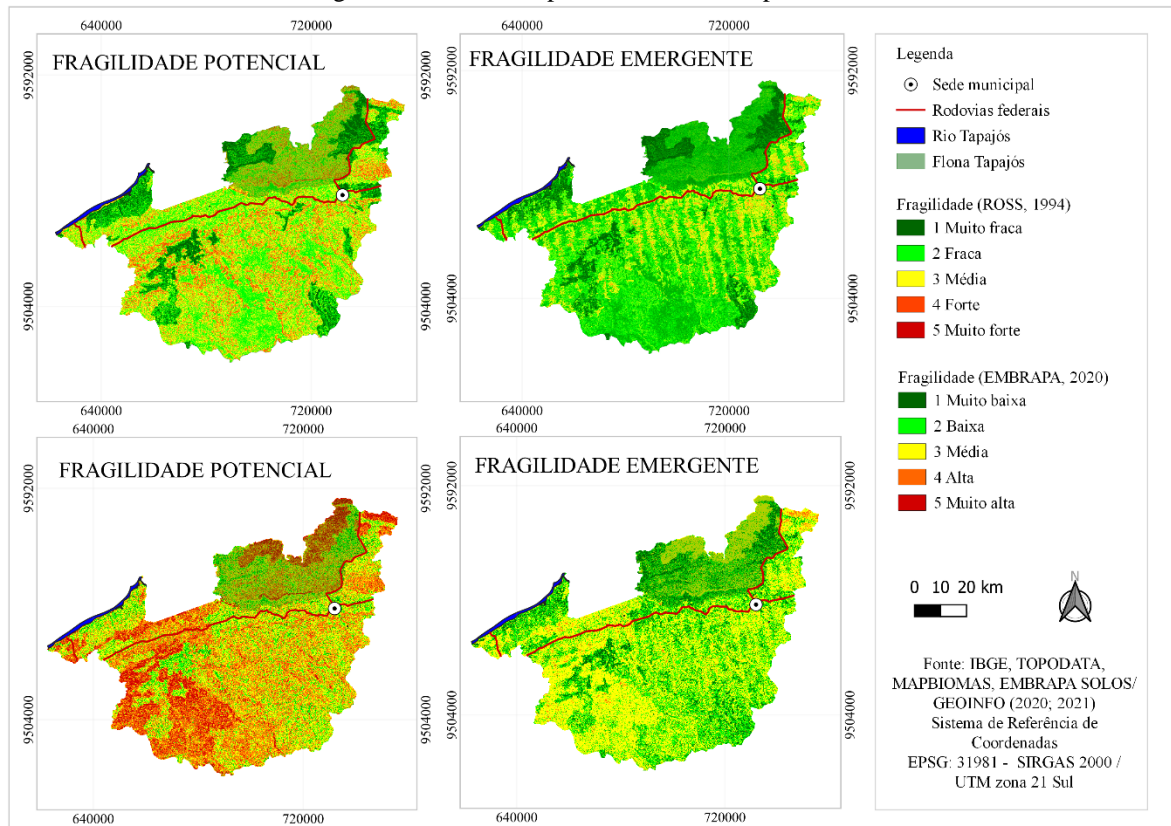 640000
720000
640000
720000
FRAGILIDADE POTENCIAL
9592000
9504000
FRAGILIDADE EMERGENTE
9592000
9504000
640000
720000
640000
720000
640000
720000
640000
720000
FRAGILIDADE POTENCIAL
9592000
9504000
FRAGILIDADE EMERGENTE
9592000
9504000
640000
720000
640000
720000
Legenda
Sede municipal
Rodovias federais
Rio Tapajós
Flona Tapajós
Fragilidade (ROSS, 1994)
1 Muito fraca
2 Fraca
3 Média
4 Forte
5 Muito forte
Fragilidade (EMBRAPA, 2020)
1 Muito baixa
2 Baixa
3 Média
4 Alta
5 Muito alta
0 10 20 km
N
Fonte: IBGE, TOPODATA,
MAPBIOMAS, EMBRAPA SOLOS/
GEOINFO (2020; 2021)
Sistema de Referência de
Coordenadas
EPSG: 31981 - SIRGAS 2000 /
UTM zona 21 Sul